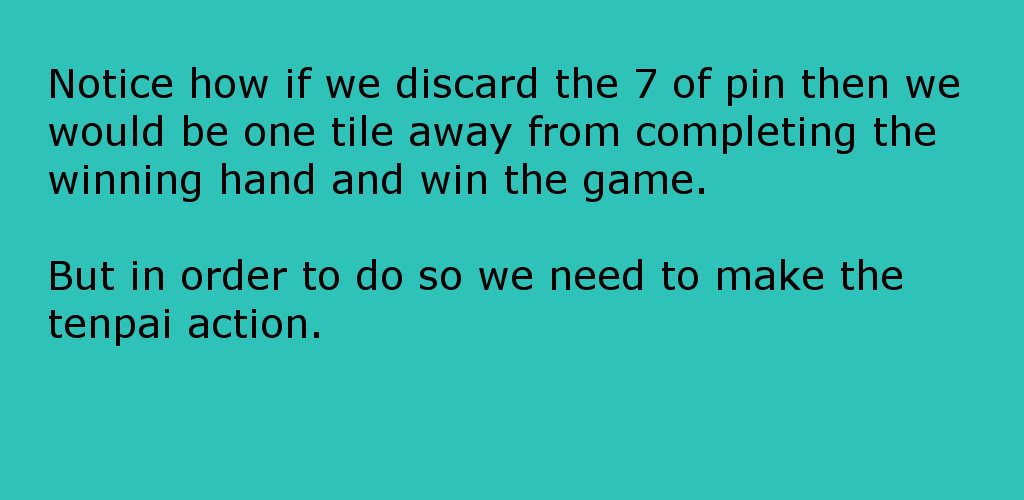 Notice how if we discard the 7 of pin then we
would be one tile away from completing the
winning hand and win the game.
But in order to do so we need to make the
tenpai action.